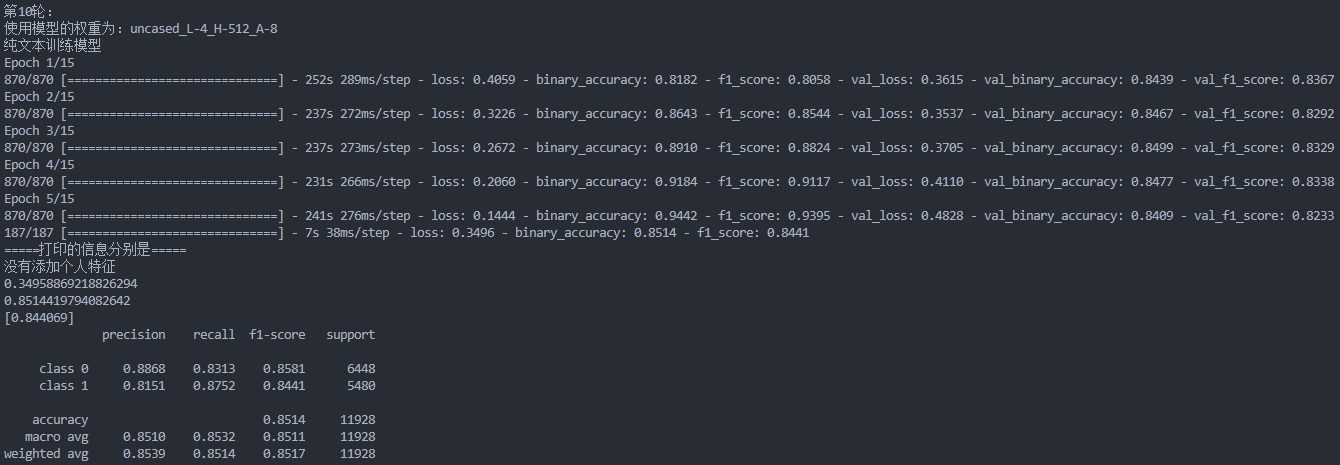 第10轮：
使用模型的权重为：uncased_L-4_H-512_A-8
纯文本训练模型
Epoch 1/15
870/870 [==============================] - 252s 289ms/step - loss: 0.4059 - binary_accuracy: 0.8182 - f1_score: 0.8058 - val_loss: 0.3615 - val_binary_accuracy: 0.8439 - val_f1_score: 0.8367
Epoch 2/15
870/870 [==============================] - 237s 272ms/step - loss: 0.3226 - binary_accuracy: 0.8643 - f1_score: 0.8544 - val_loss: 0.3537 - val_binary_accuracy: 0.8467 - val_f1_score: 0.8292
Epoch 3/15
870/870 [==============================] - 237s 273ms/step - loss: 0.2672 - binary_accuracy: 0.8910 - f1_score: 0.8824 - val_loss: 0.3705 - val_binary_accuracy: 0.8499 - val_f1_score: 0.8329
Epoch 4/15
870/870 [==============================] - 231s 266ms/step - loss: 0.2060 - binary_accuracy: 0.9184 - f1_score: 0.9117 - val_loss: 0.4110 - val_binary_accuracy: 0.8477 - val_f1_score: 0.8338
Epoch 5/15
870/870 [==============================] - 241s 276ms/step - loss: 0.1444 - binary_accuracy: 0.9442 - f1_score: 0.9395 - val_loss: 0.4828 - val_binary_accuracy: 0.8409 - val_f1_score: 0.8233
187/187 [==============================] - 7s 38ms/step - loss: 0.3496 - binary_accuracy: 0.8514 - f1_score: 0.8441
=====打印的信息分别是=====
没有添加个人特征
0.34958869218826294
0.8514419794082642
[0.844069]
precision recall f1-score support
class 0 0.8868 0.8313 0.8581 6448
class 1 0.8151 0.8752 0.8441 5480
accuracy 0.8514 11928
macro avg 0.8510 0.8532 0.8511 11928
weighted avg 0.8539 0.8514 0.8517 11928